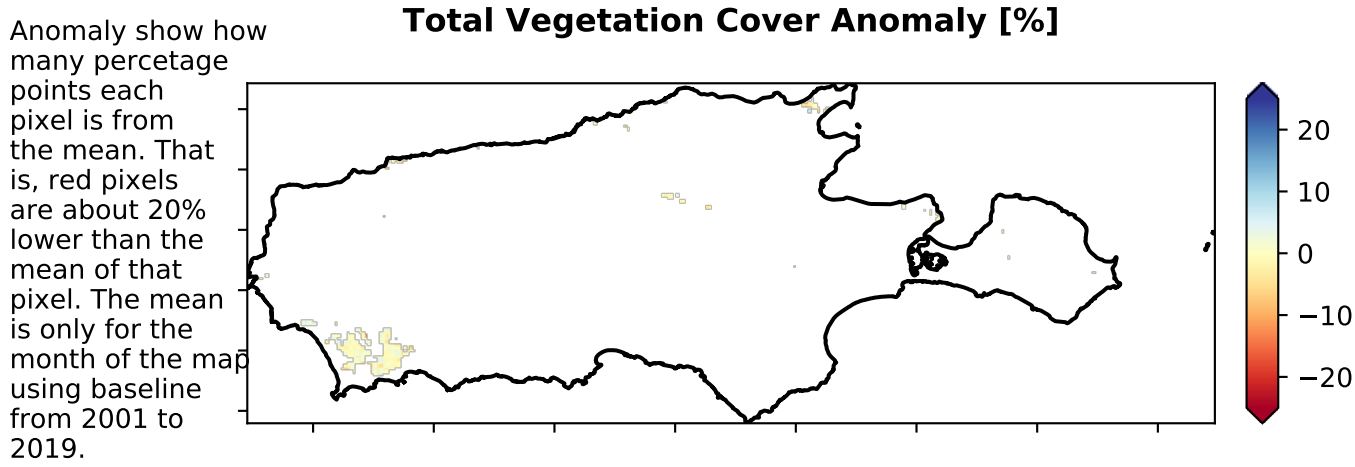 Total Vegetation Cover Anomaly [%]
Anomaly show how
many percetage
points each
pixel is from
the mean. That
is, red pixels
are about 20%
lower than the
mean of that
pixel. The mean
is only for the
month of the map
using baseline
from 2001 to
2019.
20
10
0
−10
−20